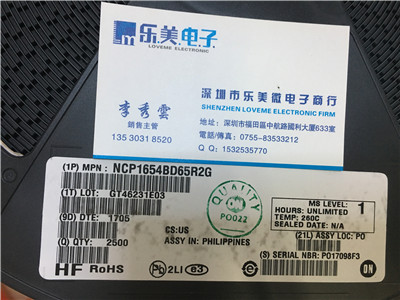 乐·美·电·子
LOVEME ELECTRONIC
深圳市乐美微电子商行
SHENZHEN LOVEME ELECTRONIC FIRM
李秀雲
銷售主管
135 3031 8520
地址：深圳市福田區中航路國利大厦633室
電話/傳真：0755-83533212
Q Q：1532535770
(1P) MPN: NCP1654BD65R2G
(1T) LOT: GT46231E03
(9D) DTE: 1705
(Q) QTY: 2500
CS:US
ASSY IN: PHILIPPINES
QUALITY
PO022
MS LEVEL: 1
HOURS: UNLIMITED
TEMP: 260C
SEALED DATE: N/A
(21L) ASSY LOC: PO
(S) SERIAL NBR: PO17098F3
HF RoHS
Pb 2LI e3
ON